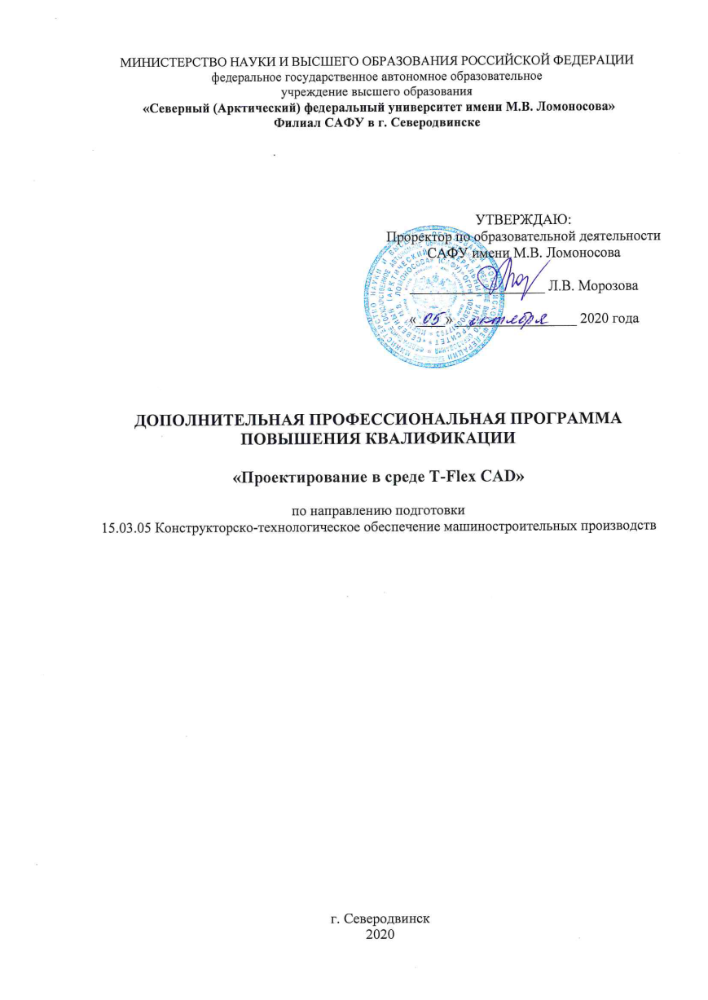 МИНИСТЕРСТВО НАУКИ И ВЫСШЕГО ОБРАЗОВАНИЯ РОССИЙСКОЙ ФЕДЕРАЦИИ
федеральное государственное автономное образовательное
учреждение высшего образования
«Северный (Арктический) федеральный университет имени М.В. Ломоносова»
Филиал САФУ в г. Северодвинске
УТВЕРЖДАЮ:
Проректор по образовательной деятельности
САФУ имени М.В. Ломоносова
Л.В. Морозова
« 05 » октября 2020 года
ДОПОЛНИТЕЛЬНАЯ ПРОФЕССИОНАЛЬНАЯ ПРОГРАММА
ПОВЫШЕНИЯ КВАЛИФИКАЦИИ
«Проектирование в среде T-Flex CAD»
по направлению подготовки
15.03.05 Конструкторско-технологическое обеспечение машиностроительных производств
г. Северодвинск
2020